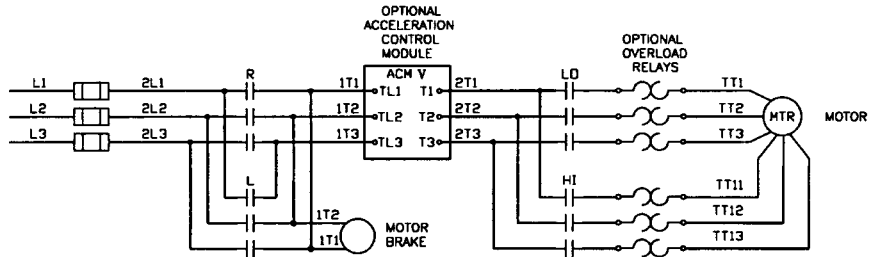 OPTIONAL
ACCELERATION
CONTROL
MODULE
OPTIONAL
OVERLOAD
RELAYS
L1 2L1 R 1T1 ACM V 2T1 LO TT1
TL1 T1
L2 2L2 1T2 TL2 T2 2T2 TT2 MTR MOTOR
L3 2L3 1T3 TL3 T3 2T3 TT3
L HI TT11
1T2 MOTOR TT12
1T1 BRAKE TT13